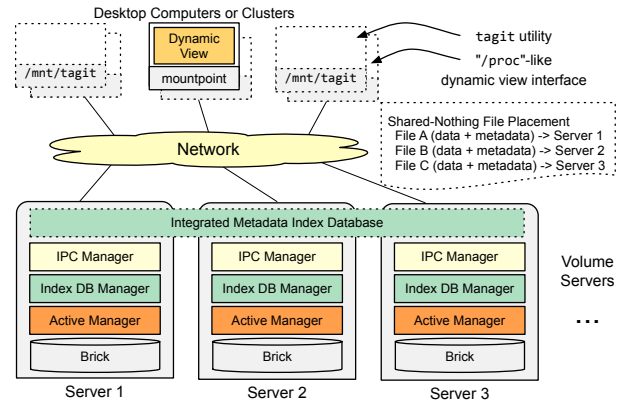 Desktop Computers or Clusters
Dynamic
View
/mnt/tagit
mountpoint
/mnt/tagit
tagit utility
"/proc"-like
dynamic view interface
Network
Shared-Nothing File Placement
File A (data + metadata) -> Server 1
File B (data + metadata) -> Server 2
File C (data + metadata) -> Server 3
Integrated Metadata Index Database
IPC Manager
Index DB Manager
Active Manager
Brick
Server 1
IPC Manager
Index DB Manager
Active Manager
Brick
Server 2
IPC Manager
Index DB Manager
Active Manager
Brick
Server 3
Volume
Servers
...